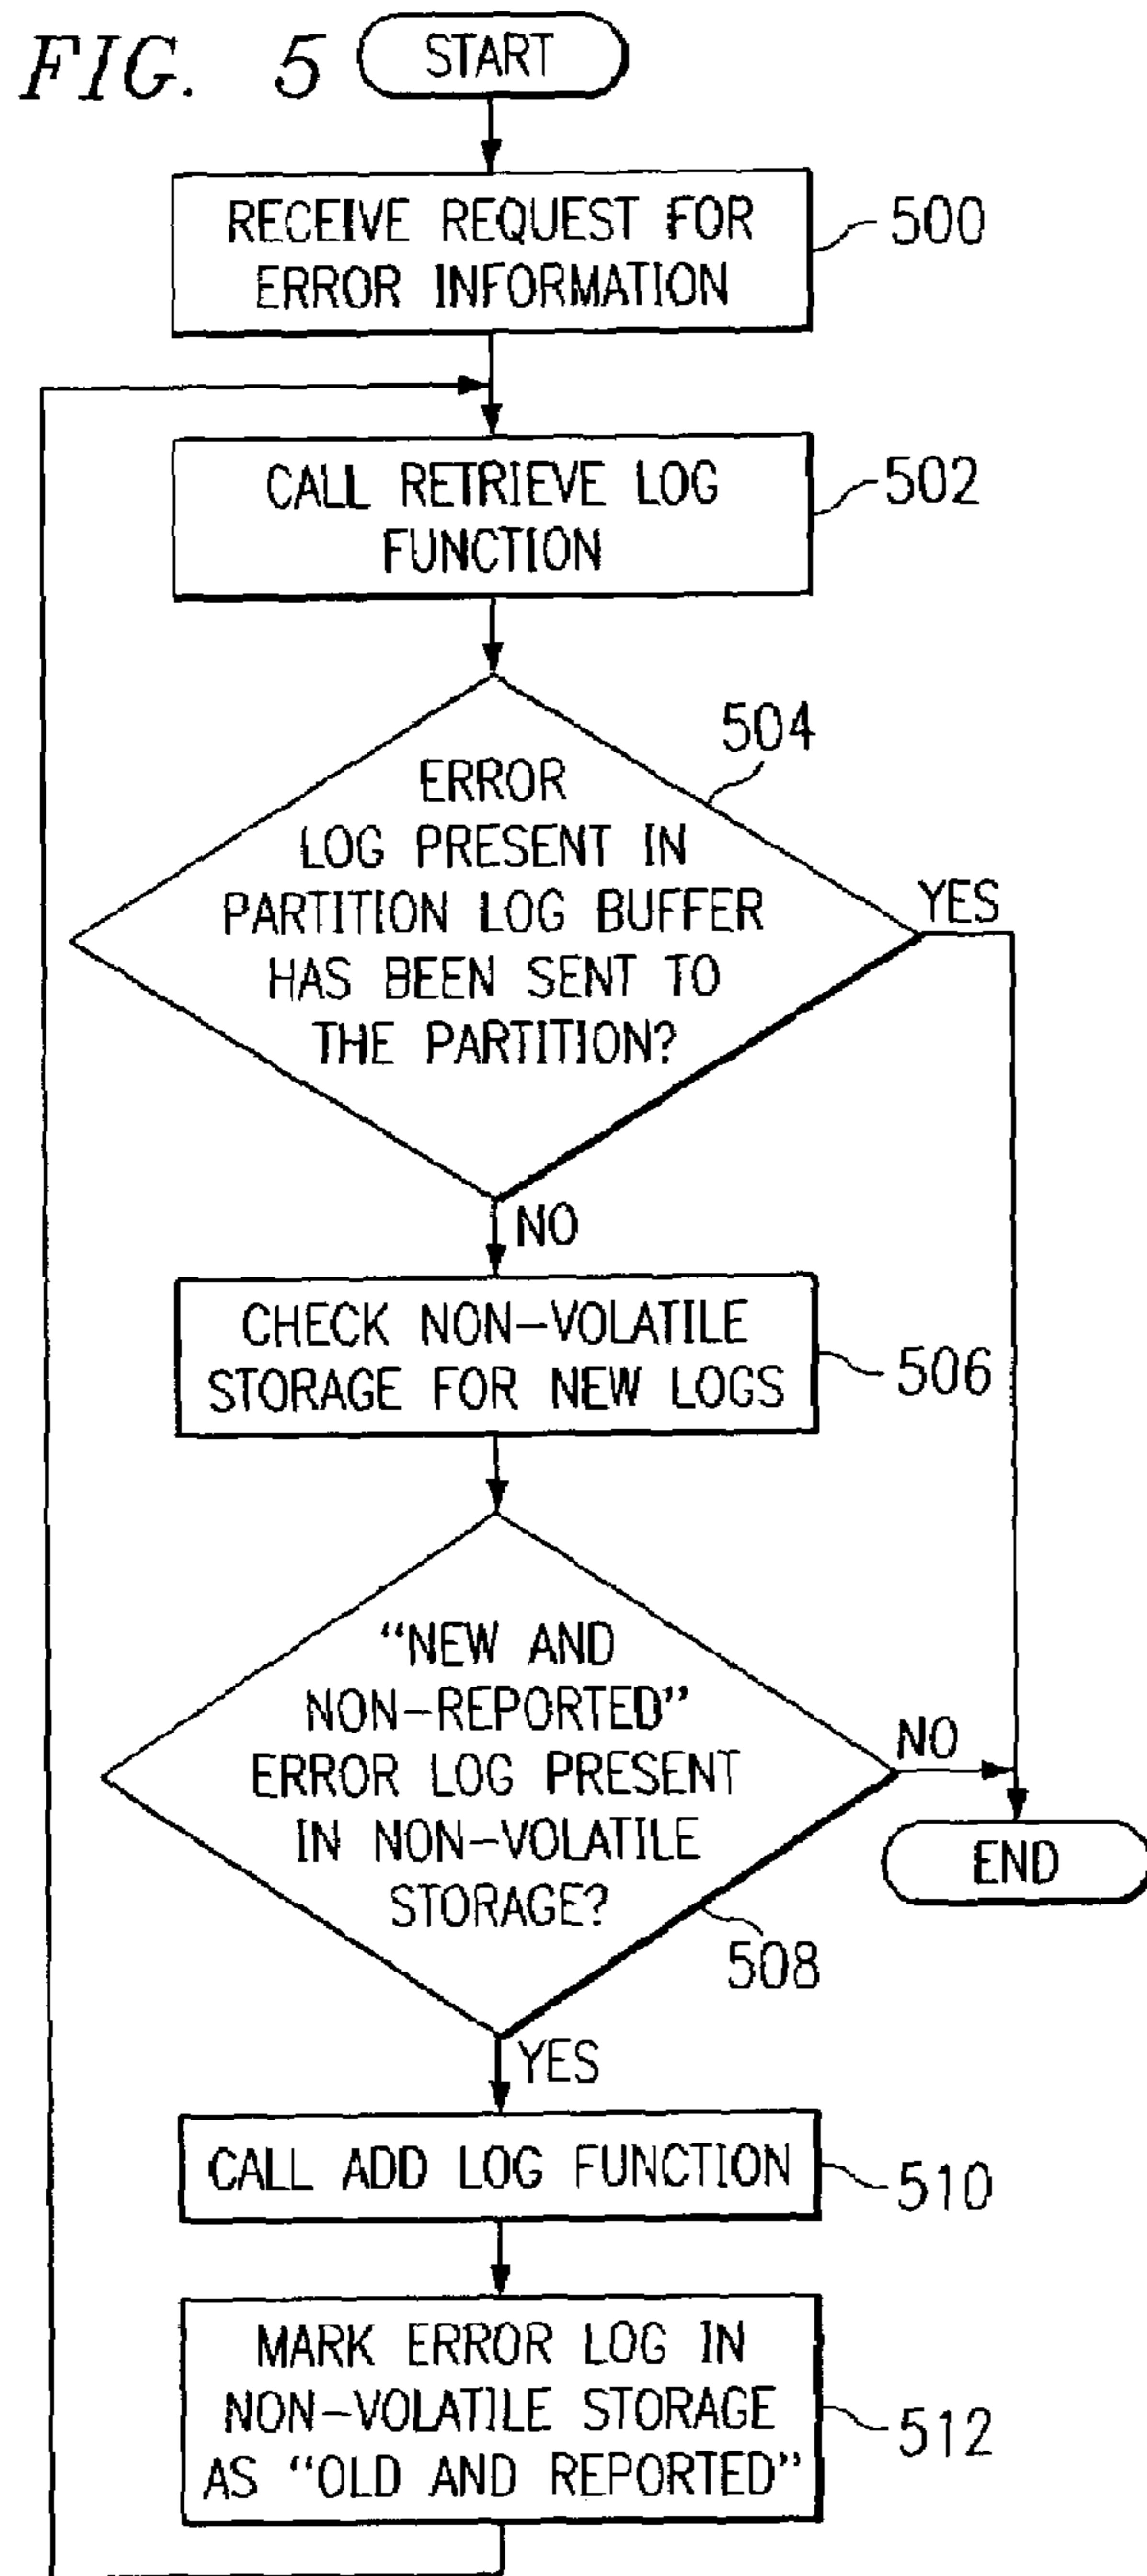 FIG. 5
START
RECEIVE REQUEST FOR
ERROR INFORMATION
500
CALL RETRIEVE LOG
FUNCTION
502
504
ERROR
LOG PRESENT IN
PARTITION LOG BUFFER
HAS BEEN SENT TO
THE PARTITION?
YES
NO
CHECK NON-VOLATILE
STORAGE FOR NEW LOGS
506
“NEW AND
NON-REPORTED”
ERROR LOG PRESENT
IN NON-VOLATILE
STORAGE?
NO
END
508
YES
CALL ADD LOG FUNCTION
510
MARK ERROR LOG IN
NON-VOLATILE STORAGE
AS “OLD AND REPORTED”
512